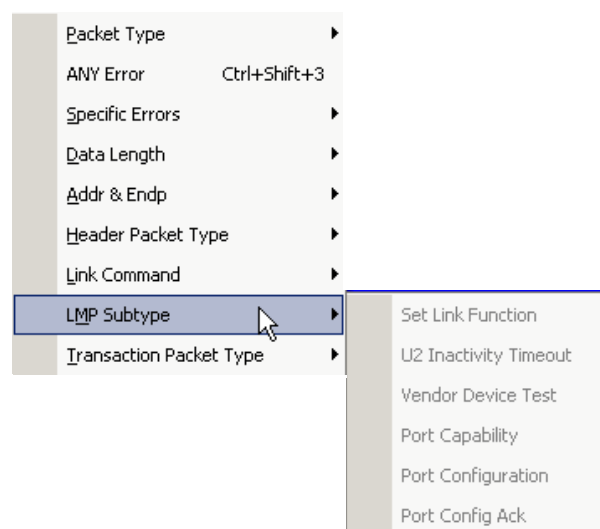 Packet Type
ANY Error Ctrl+Shift+3
Specific Errors
Data Length
Addr & Endp
Header Packet Type
Link Command
LMP Subtype
Transaction Packet Type
Set Link Function
U2 Inactivity Timeout
Vendor Device Test
Port Capability
Port Configuration
Port Config Ack